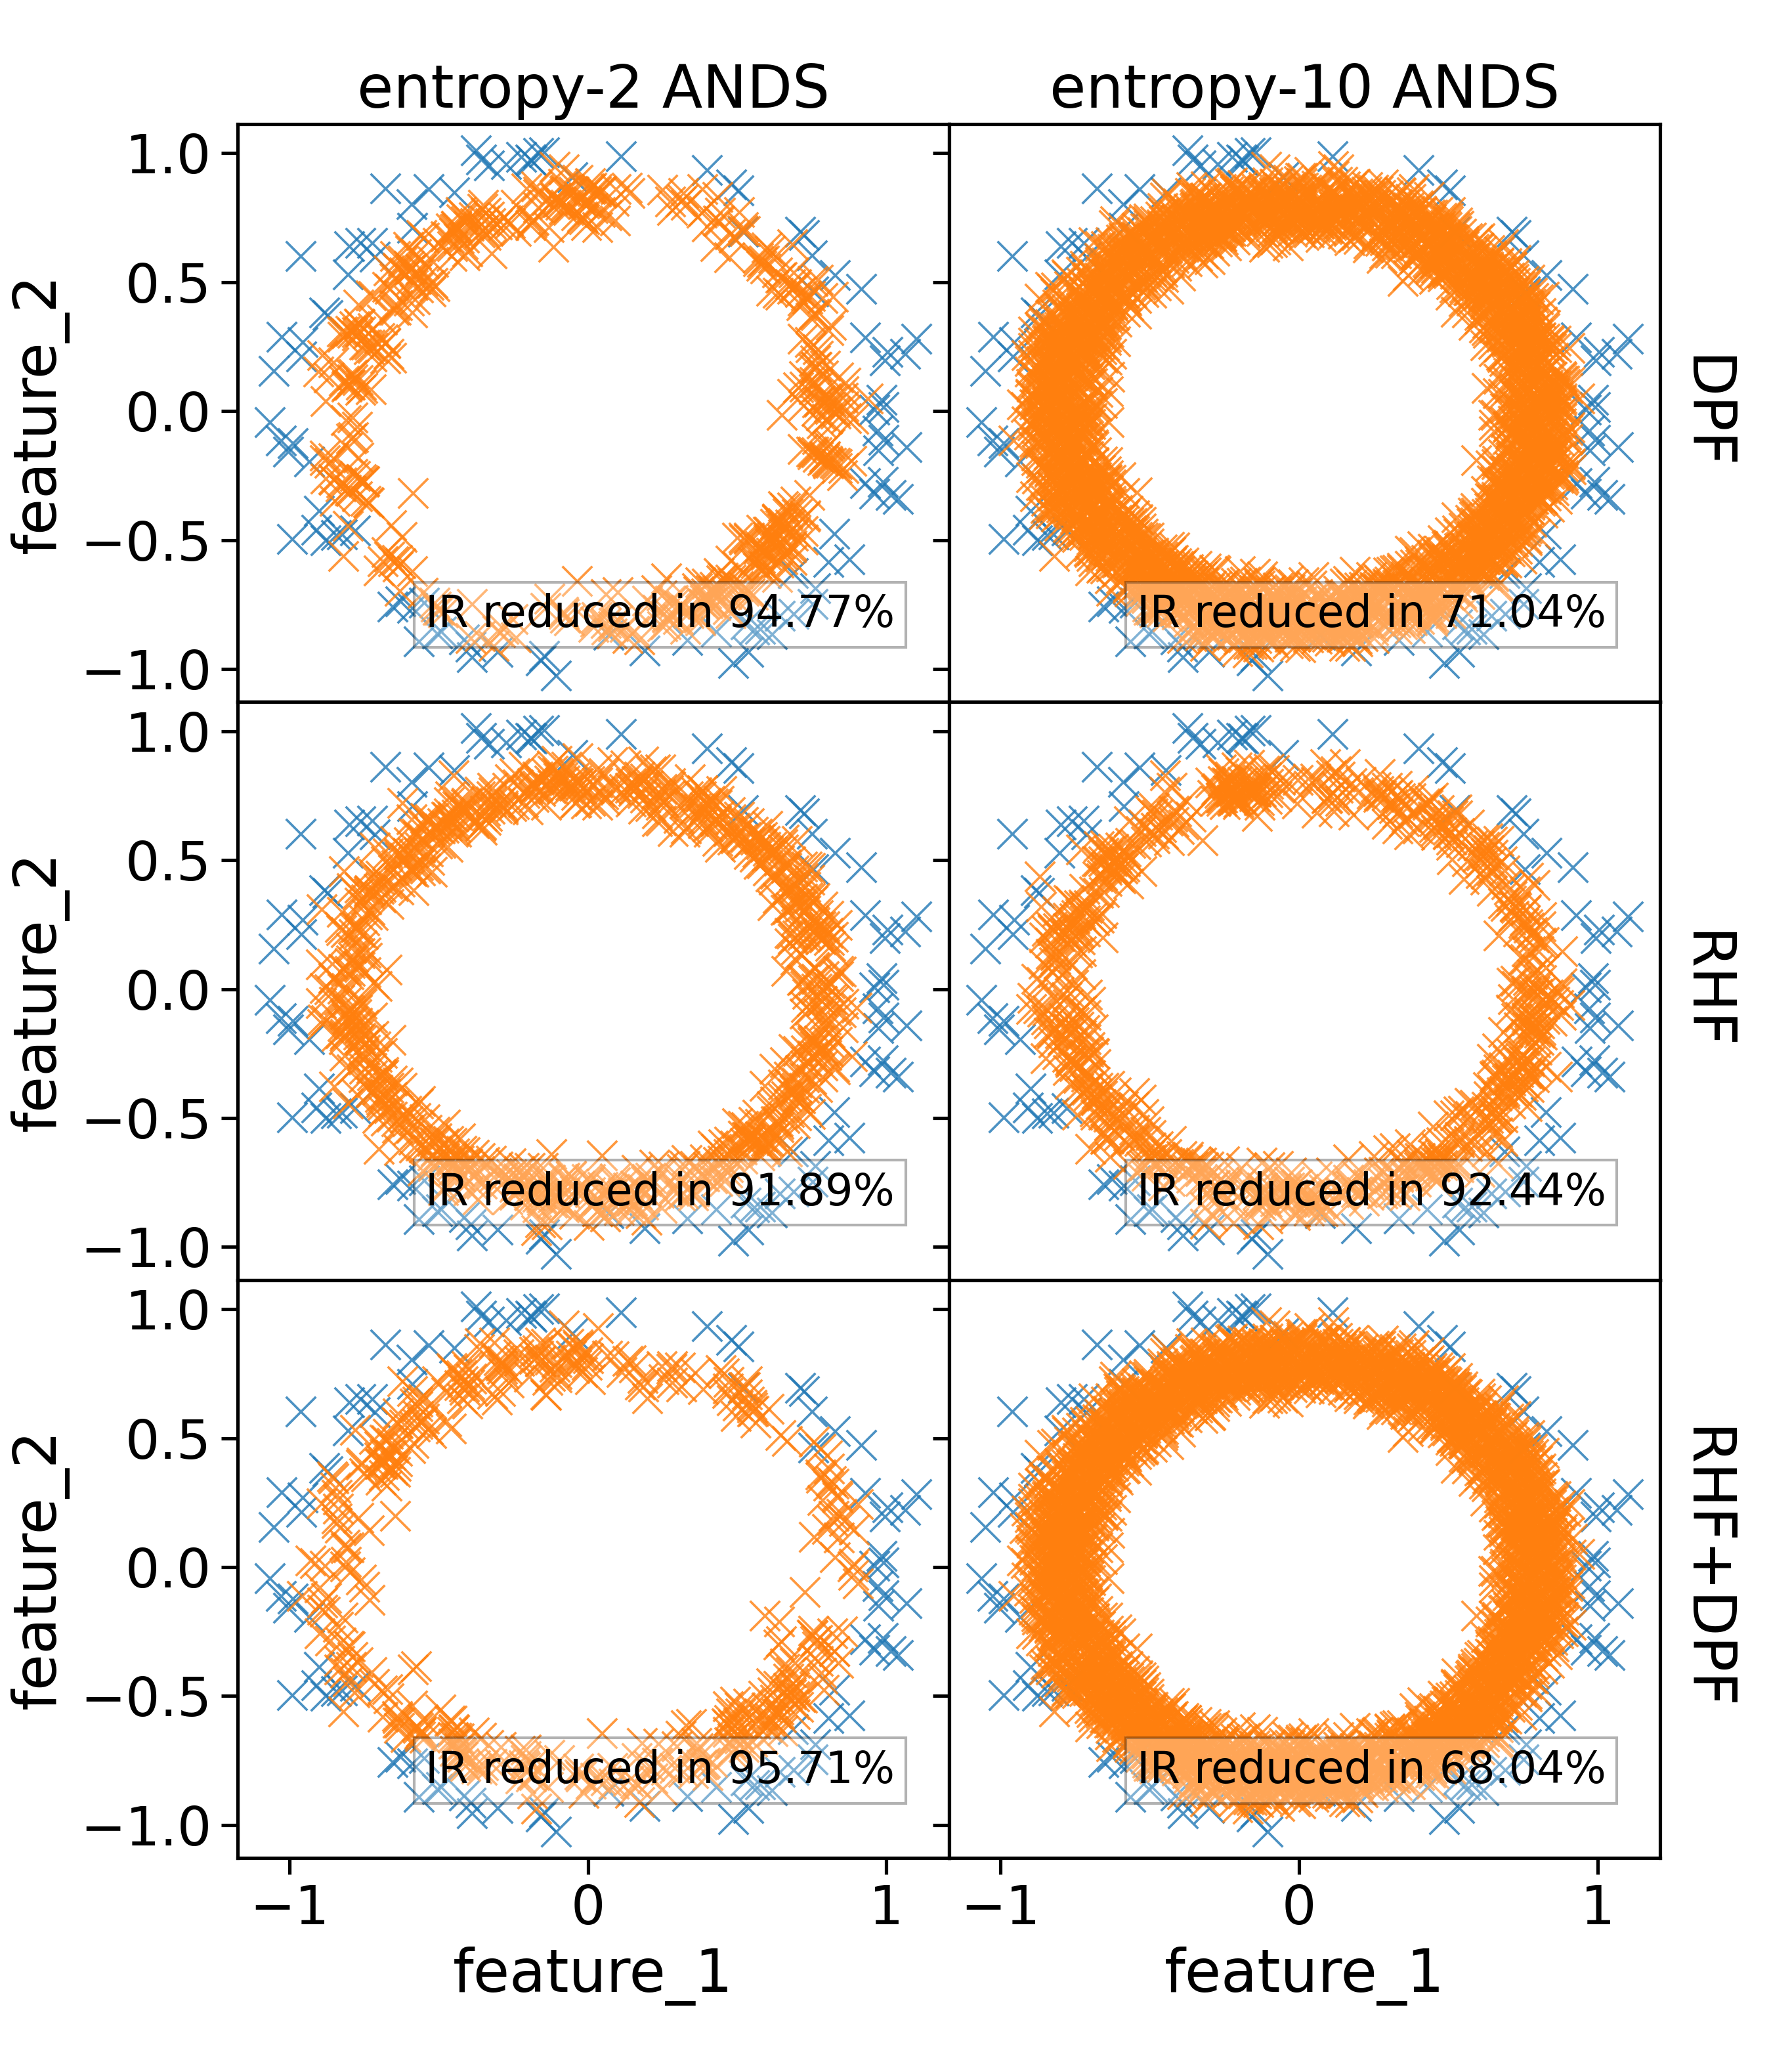 entropy-2 ANDS
entropy-10 ANDS
1.0
0.5
0.0
−0.5
−1.0
feature_2
IR reduced in 94.77%
IR reduced in 71.04%
DPF
1.0
0.5
0.0
−0.5
−1.0
feature_2
IR reduced in 91.89%
IR reduced in 92.44%
RHF
1.0
0.5
0.0
−0.5
−1.0
feature_2
IR reduced in 95.71%
IR reduced in 68.04%
RHF+DPF
−1 0 1
−1 0 1
feature_1
feature_1